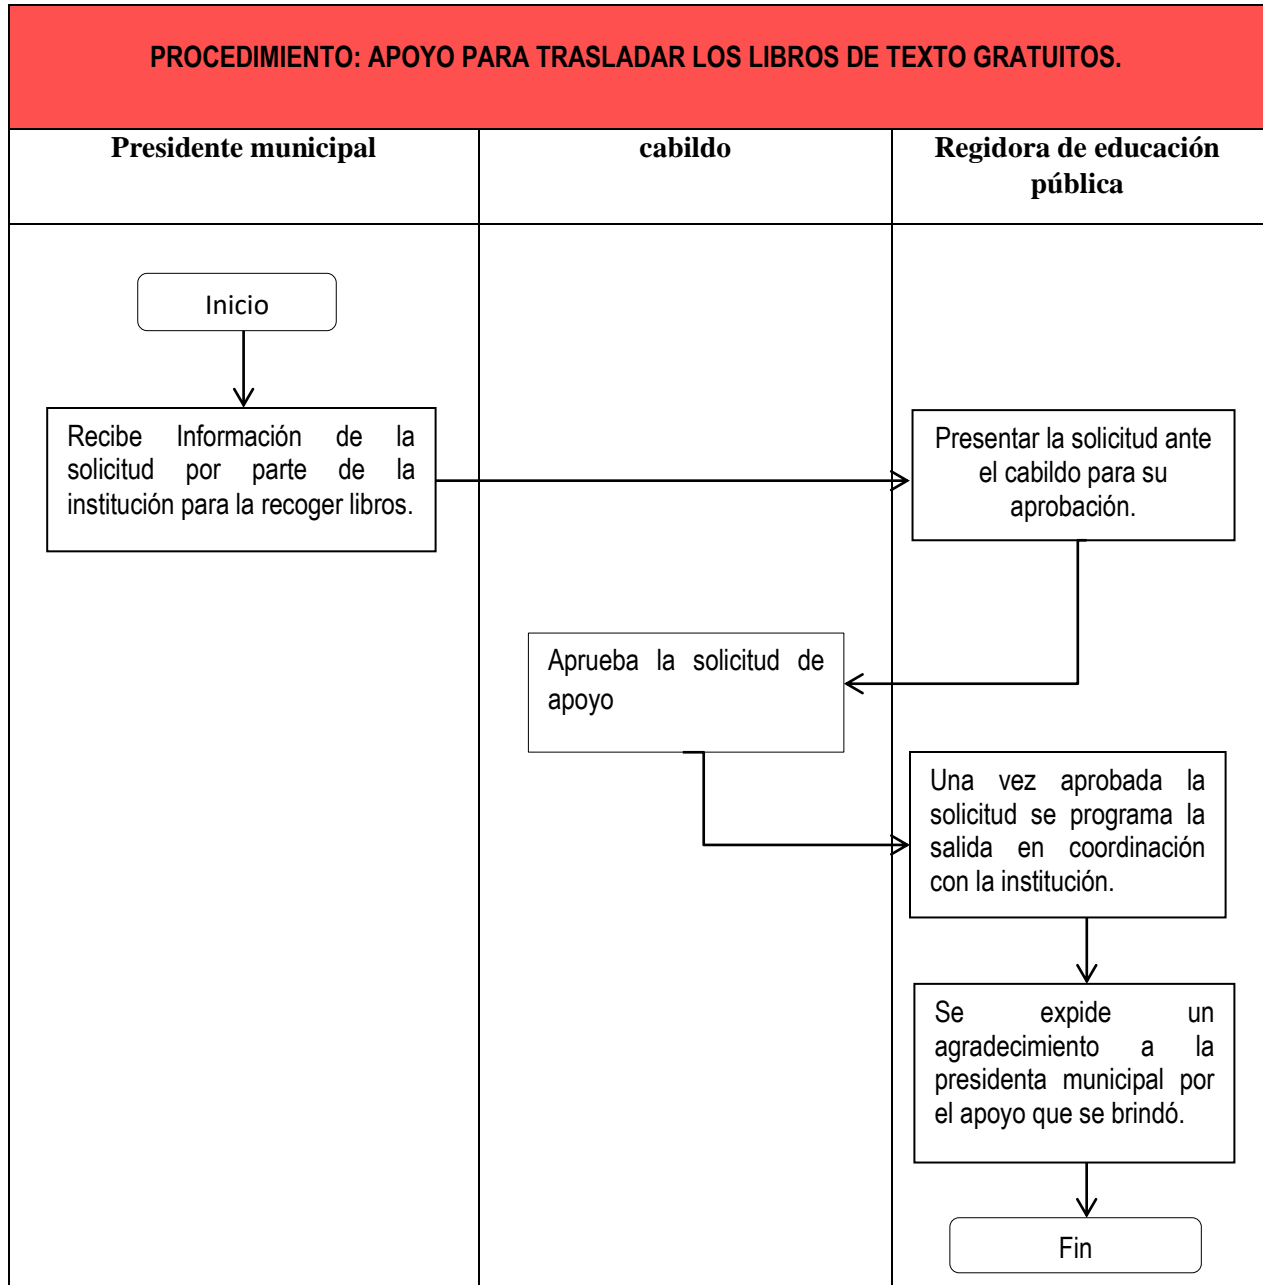 PROCEDIMIENTO: APOYO PARA TRASLADAR LOS LIBROS DE TEXTO GRATUITOS.
Presidente municipal
cabildo
Regidora de educación
pública
Inicio
Recibe Información de la
solicitud por parte de la
institución para la recoger libros.
Presentar la solicitud ante
el cabildo para su
aprobación.
Aprueba la solicitud de
apoyo
Una vez aprobada la
solicitud se programa la
salida en coordinación
con la institución.
Se expide un
agradecimiento a la
presidenta municipal por
el apoyo que se brindó.
Fin